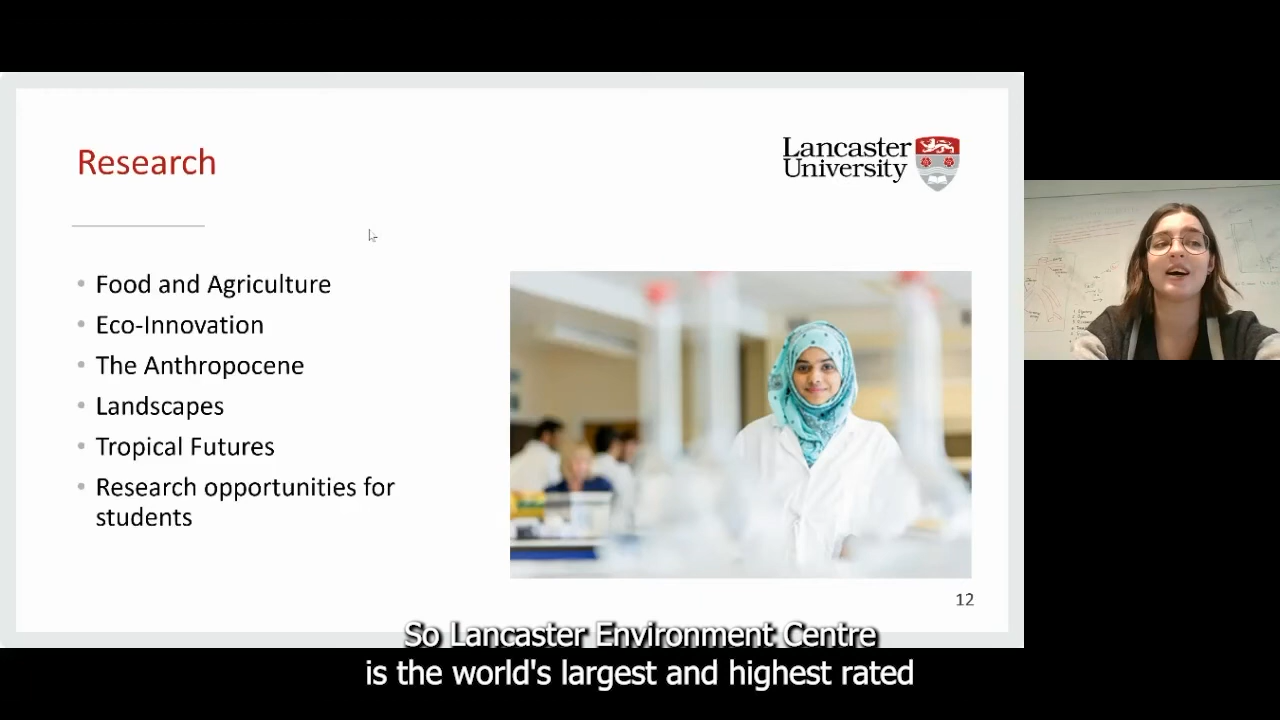 Research
Lancaster
University
Food and Agriculture
Eco-Innovation
The Anthropocene
Landscapes
Tropical Futures
Research opportunities for
students
12
So Lancaster Environment Centre
is the world's largest and highest rated